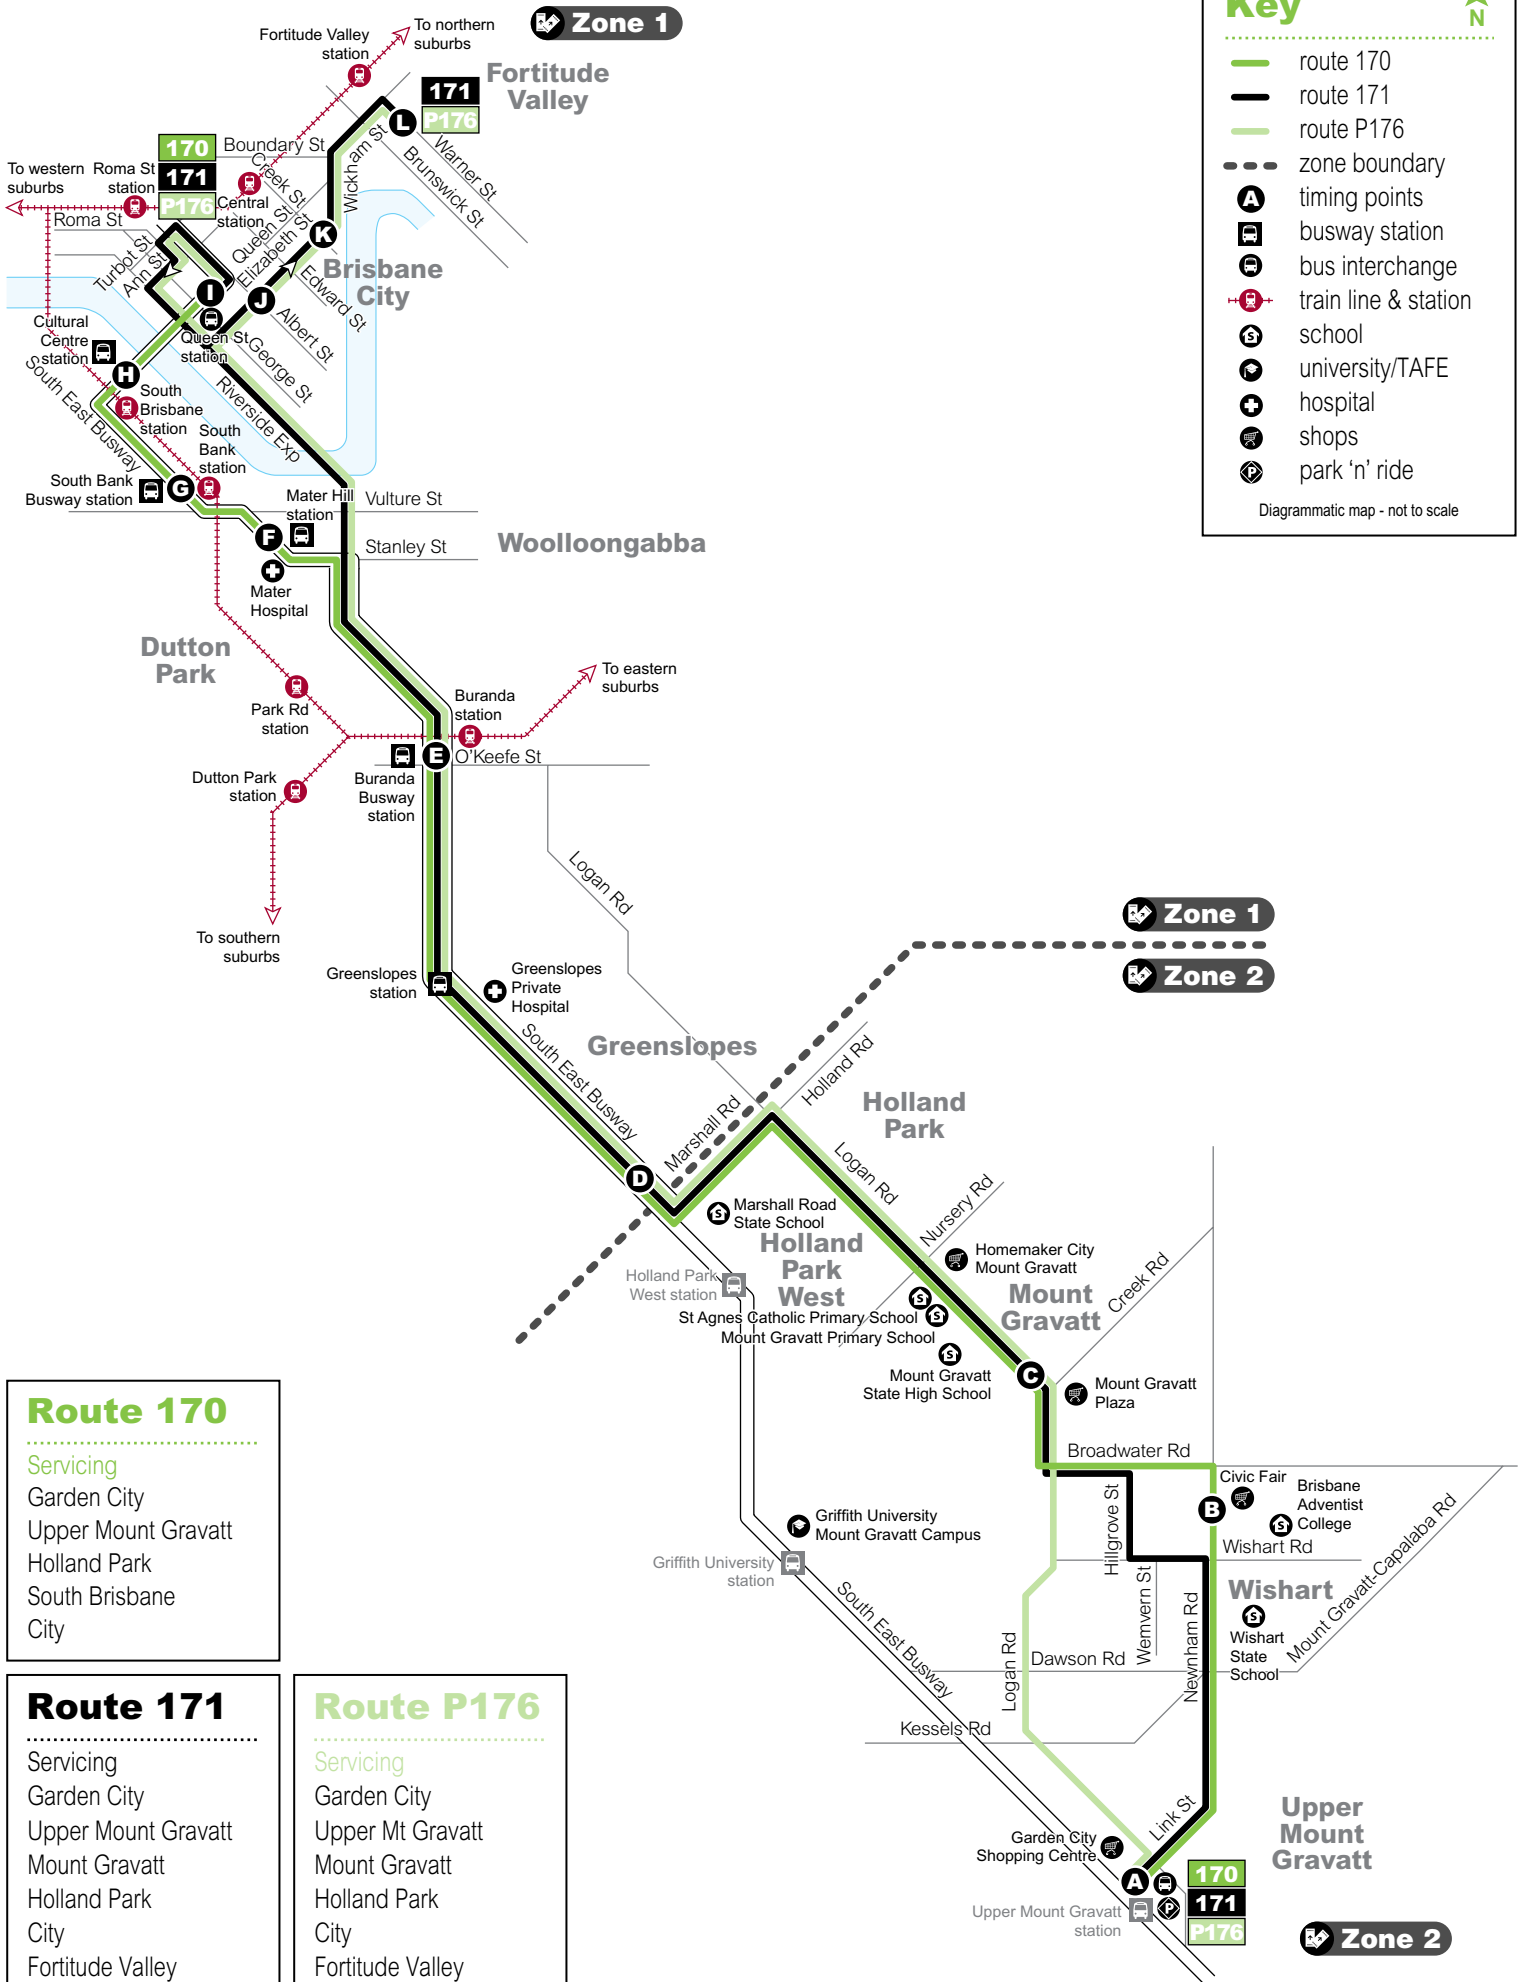 Zone 1
Key
N
route 170
route 171
route P176
zone boundary
A timing points
busway station
bus interchange
train line & station
school
university/TAFE
hospital
shops
park 'n' ride
Diagrammatic map - not to scale
Fortitude Valley
station
To northern
suburbs
Fortitude
Valley
171
P176
L
170
171
P176
Boundary St
To western
suburbs
Roma St
station
Central
station
Creek St
Wickham St
Warner St
Brunswick St
Roma St
Queen St
Elizabeth St
K
Turbot St
Ann St
Edward St
Brisbane
City
I
J
Albert St
Cultural
Centre
station
Queen St
station
George St
H
South East Busway
South
Brisbane
station
Riverside Exp
South
Bank
station
South Bank
Busway station
G
Mater Hill
station
Vulture St
F
Stanley St
Woolloongabba
Mater
Hospital
Dutton
Park
To eastern
suburbs
Park Rd
station
Buranda
station
E
O'Keefe St
Dutton Park
station
Buranda
Busway
station
Logan Rd
Zone 1
To southern
suburbs
Zone 2
Greenslopes
station
Greenslopes
Private
Hospital
South East Busway
Greenslopes
Holland Rd
Marshall Rd
Holland
Park
D
Logan Rd
Marshall Road
State School
Nursery Rd
Holland
Park
West
Homemaker City
Mount Gravatt
Creek Rd
Holland Park
West station
Mount
Gravatt
St Agnes Catholic Primary School
Mount Gravatt Primary School
Mount Gravatt
State High School
C
Mount Gravatt
Plaza
Broadwater Rd
Civic Fair
Brisbane
Adventist
College
B
Hillgrove St
Griffith University
Mount Gravatt Campus
Wishart Rd
Griffith University
station
Mount Gravatt-Capalaba Rd
Wishart
Wemvern St
Newnham Rd
South East Busway
Wishart
State
School
Logan Rd
Dawson Rd
Kessels Rd
Link St
Upper
Mount
Gravatt
Garden City
Shopping Centre
A
Upper Mount Gravatt
station
170
171
P176
Zone 2
Route 170
Servicing
Garden City
Upper Mount Gravatt
Holland Park
South Brisbane
City
Route 171
Servicing
Garden City
Upper Mount Gravatt
Mount Gravatt
Holland Park
City
Fortitude Valley
Route P176
Servicing
Garden City
Upper Mt Gravatt
Mount Gravatt
Holland Park
City
Fortitude Valley